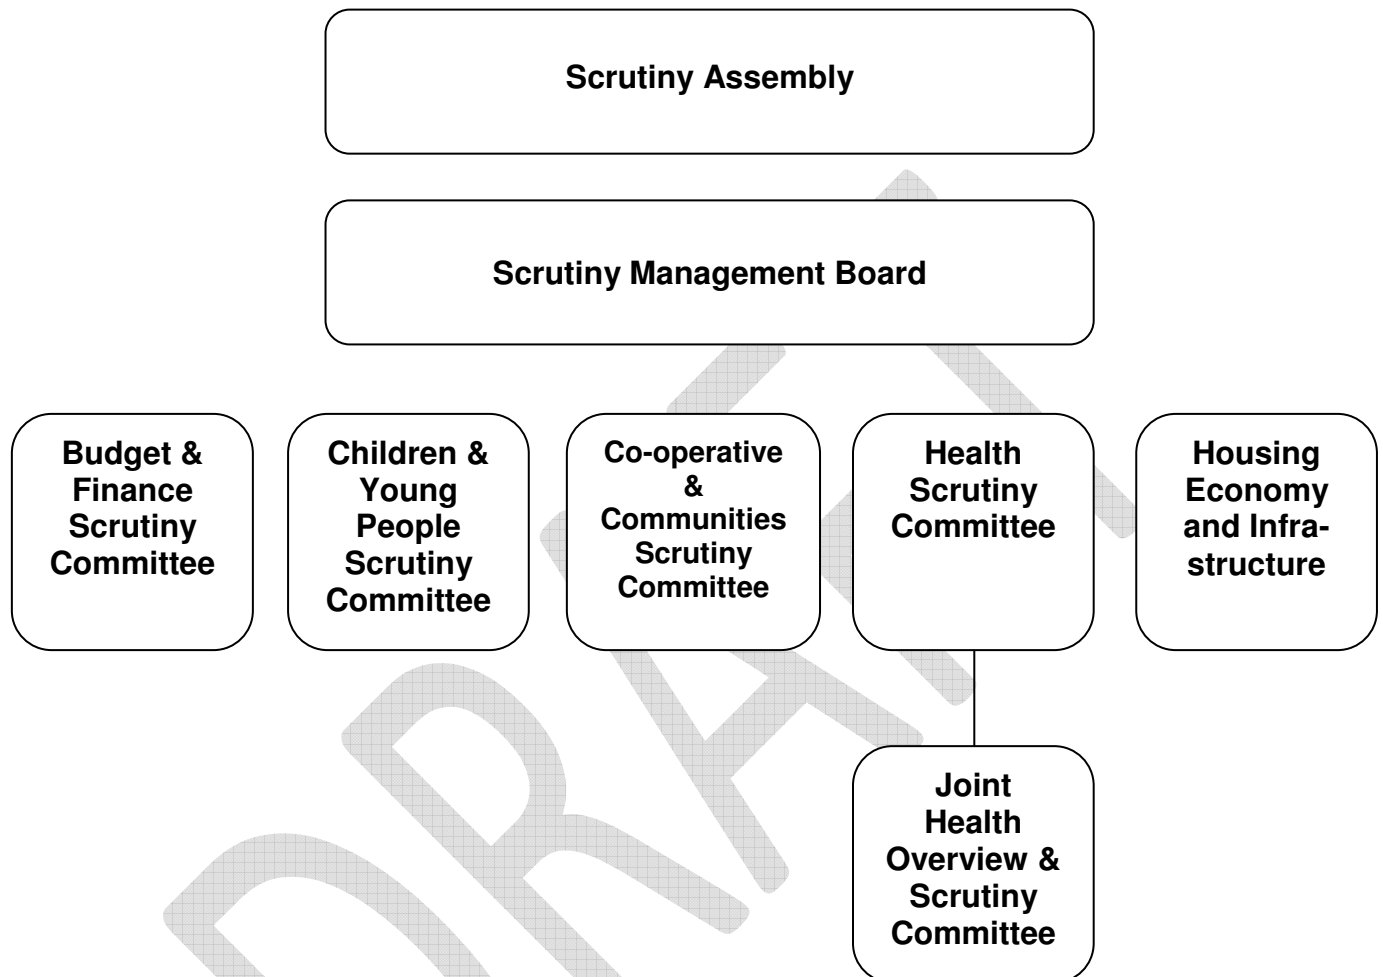 Scrutiny Assembly
Scrutiny Management Board
Budget &
Finance
Scrutiny
Committee
Children &
Young
People
Scrutiny
Committee
Co-operative
&
Communities
Scrutiny
Committee
Health
Scrutiny
Committee
Housing
Economy
and Infra-
structure
Joint
Health
Overview &
Scrutiny
Committee
DRAFT